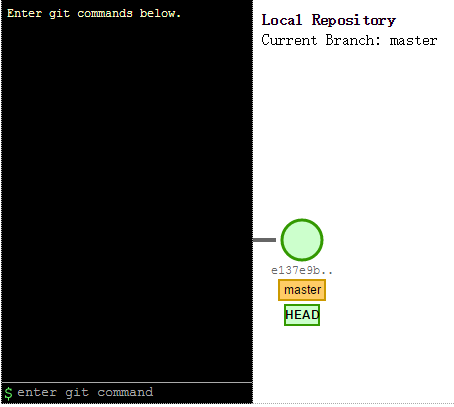 Enter git commands below.
Local Repository
Current Branch: master
e137e9b..
master
HEAD
$ enter git command